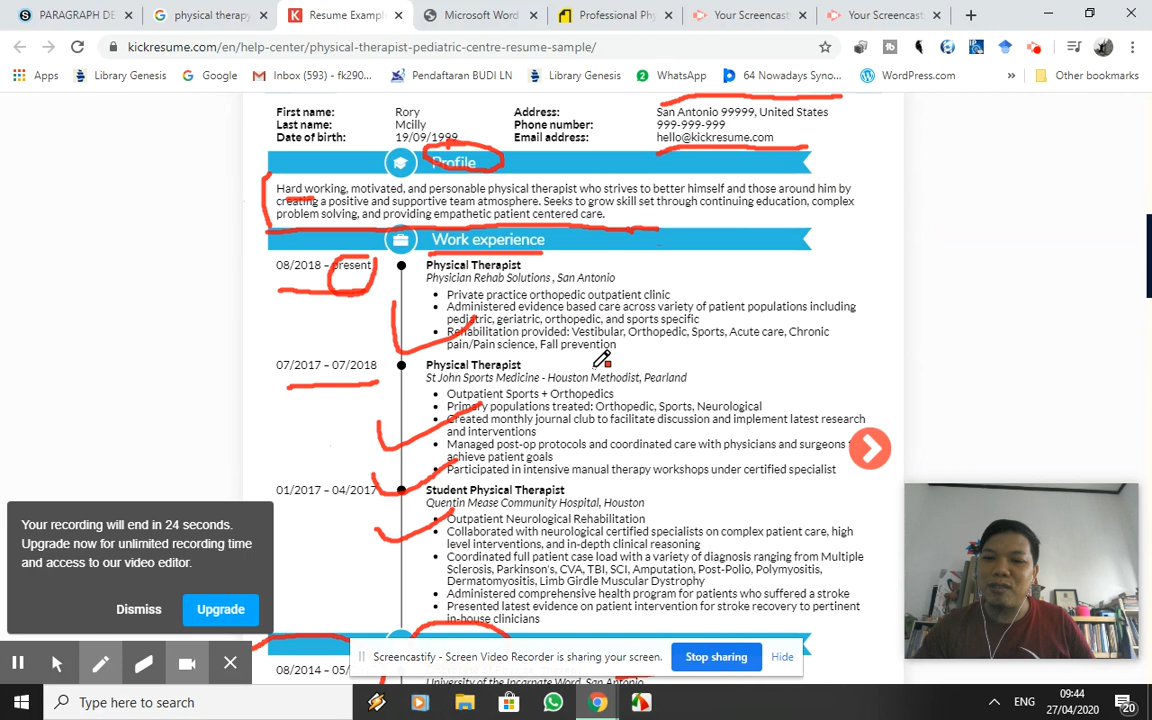 PARAGRAPH DE
physical therapy
Resume Example
Microsoft Word
Professional Phy
Your Screencast
Your Screencast
kickresume.com/en/help-center/physical-therapist-pediatric-centre-resume-sample/
Apps
Library Genesis
Google
Inbox (593) - fk290...
Pendaftaran BUDI LN
Library Genesis
WhatsApp
64 Nowadays Syno...
WordPress.com
Other bookmarks
First name: Rory Address: San Antonio 99999, United States
Last name: Mcilly Phone number: 999-999-999
Date of birth: 19/09/1999 Email address: hello@kickresume.com
Profile
Hard working, motivated, and personable physical therapist who strives to better himself and those around him by
creating a positive and supportive team atmosphere. Seeks to grow skill set through continuing education, complex
problem solving, and providing empathetic patient centered care.
Work experience
08/2018 – present Physical Therapist
Physician Rehab Solutions , San Antonio
• Private practice orthopedic outpatient clinic
• Administered evidence based care across variety of patient populations including
pediatric, geriatric, orthopedic, and sports specific
• Rehabilitation provided: Vestibular, Orthopedic, Sports, Acute care, Chronic
pain/Pain science, Fall prevention
07/2017 – 07/2018 Physical Therapist
St John Sports Medicine - Houston Methodist, Pearland
• Outpatient Sports + Orthopedics
• Primary populations treated: Orthopedic, Sports, Neurological
• Created monthly journal club to facilitate discussion and implement latest research
and interventions
• Managed post-op protocols and coordinated care with physicians and surgeons
achieve patient goals
• Participated in intensive manual therapy workshops under certified specialist
01/2017 – 04/2017 Student Physical Therapist
Quentin Mease Community Hospital, Houston
• Outpatient Neurological Rehabilitation
• Collaborated with neurological certified specialists on complex patient care, high
level interventions, and in-depth clinical reasoning
• Coordinated full patient case load with a variety of diagnosis ranging from Multiple
Sclerosis, Parkinson's, CVA, TBI, SCI, Amputation, Post-Polio, Polymyositis,
Dermatomyositis, Limb Girdle Muscular Dystrophy
• Administered comprehensive health program for patients who suffered a stroke
• Presented latest evidence on patient intervention for stroke recovery to pertinent
in-house clinicians
08/2014 – 05/
University of the Incarnate Word, San Antonio
Your recording will end in 24 seconds.
Upgrade now for unlimited recording time
and access to our video editor.
Dismiss
Upgrade
Screencastify - Screen Video Recorder is sharing your screen.
Stop sharing
Hide
Type here to search
ENG
09:44
27/04/2020
20